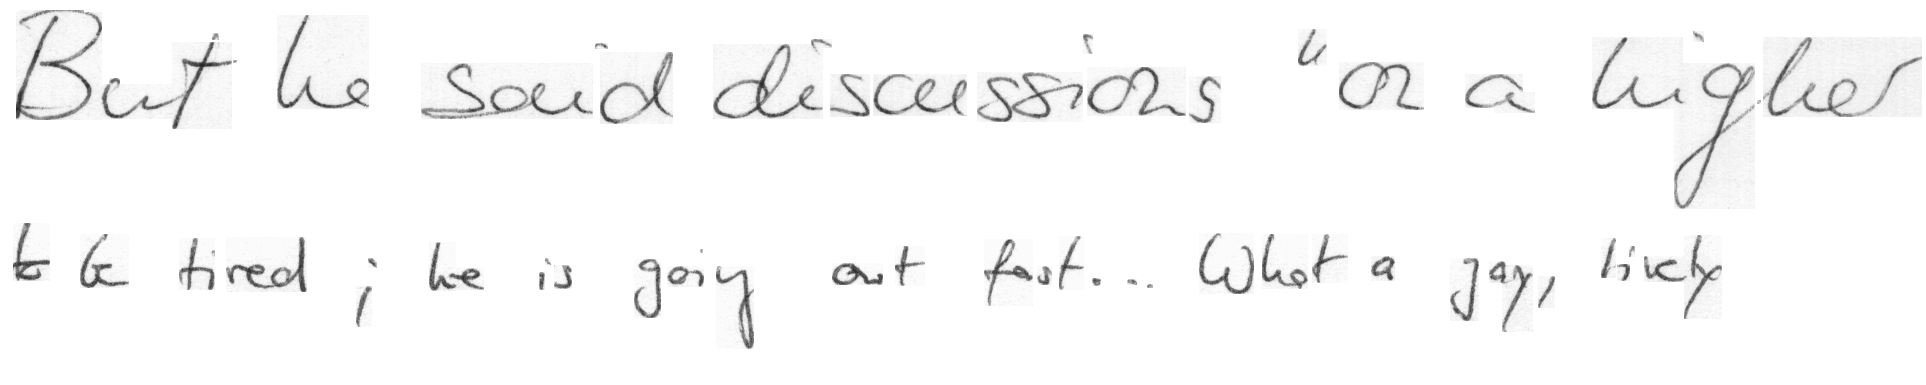 But he said discussions "on a higher
to be tired ; he is going out fast... What a gay, lively